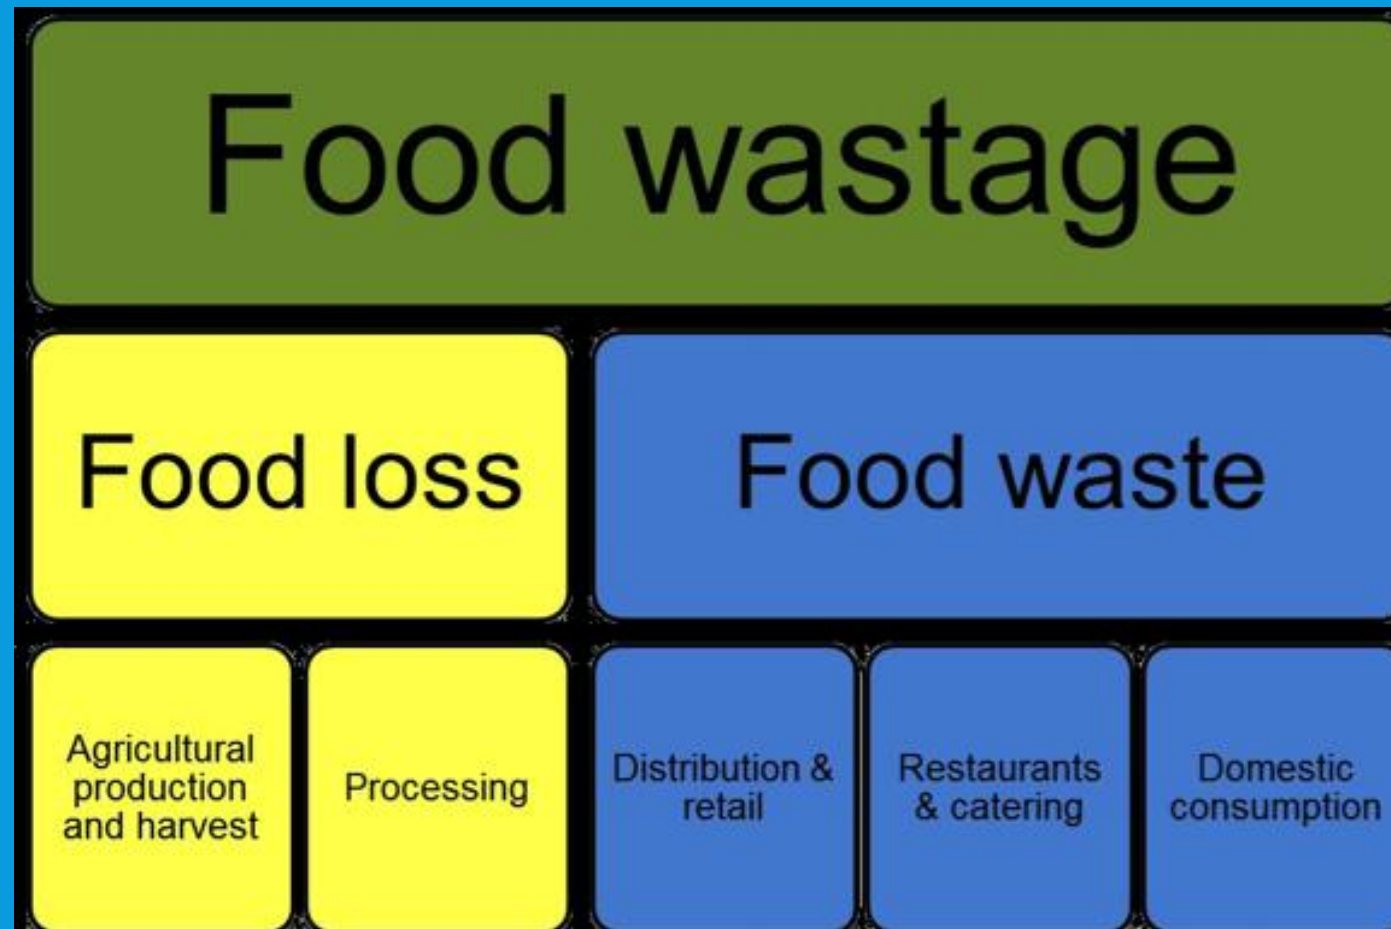 Food wastage
Food loss
Food waste
Agricultural
production
and harvest
Processing
Distribution &
retail
Restaurants
& catering
Domestic
consumption